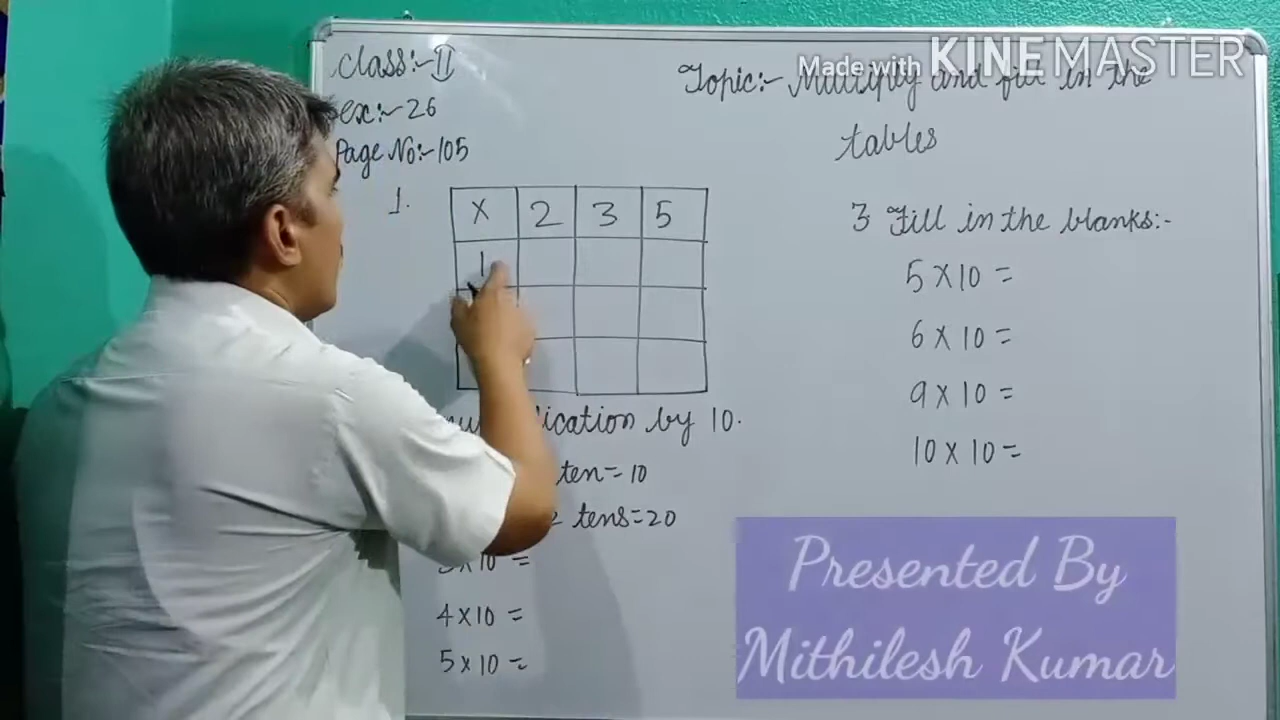 Made with KINEMASTER
Class:- II
ex:- 26
Page No:- 105
Topic:- Multiply and fill in the
tables
1.
X 2 3 5
1
multiplication by 10.
ten = 10
2 tens = 20
3 x 10 =
4 x 10 =
5 x 10 =
3 Fill in the blanks:-
5 X 10 =
6 X 10 =
9 X 10 =
10 X 10 =
Presented By
Mithilesh Kumar